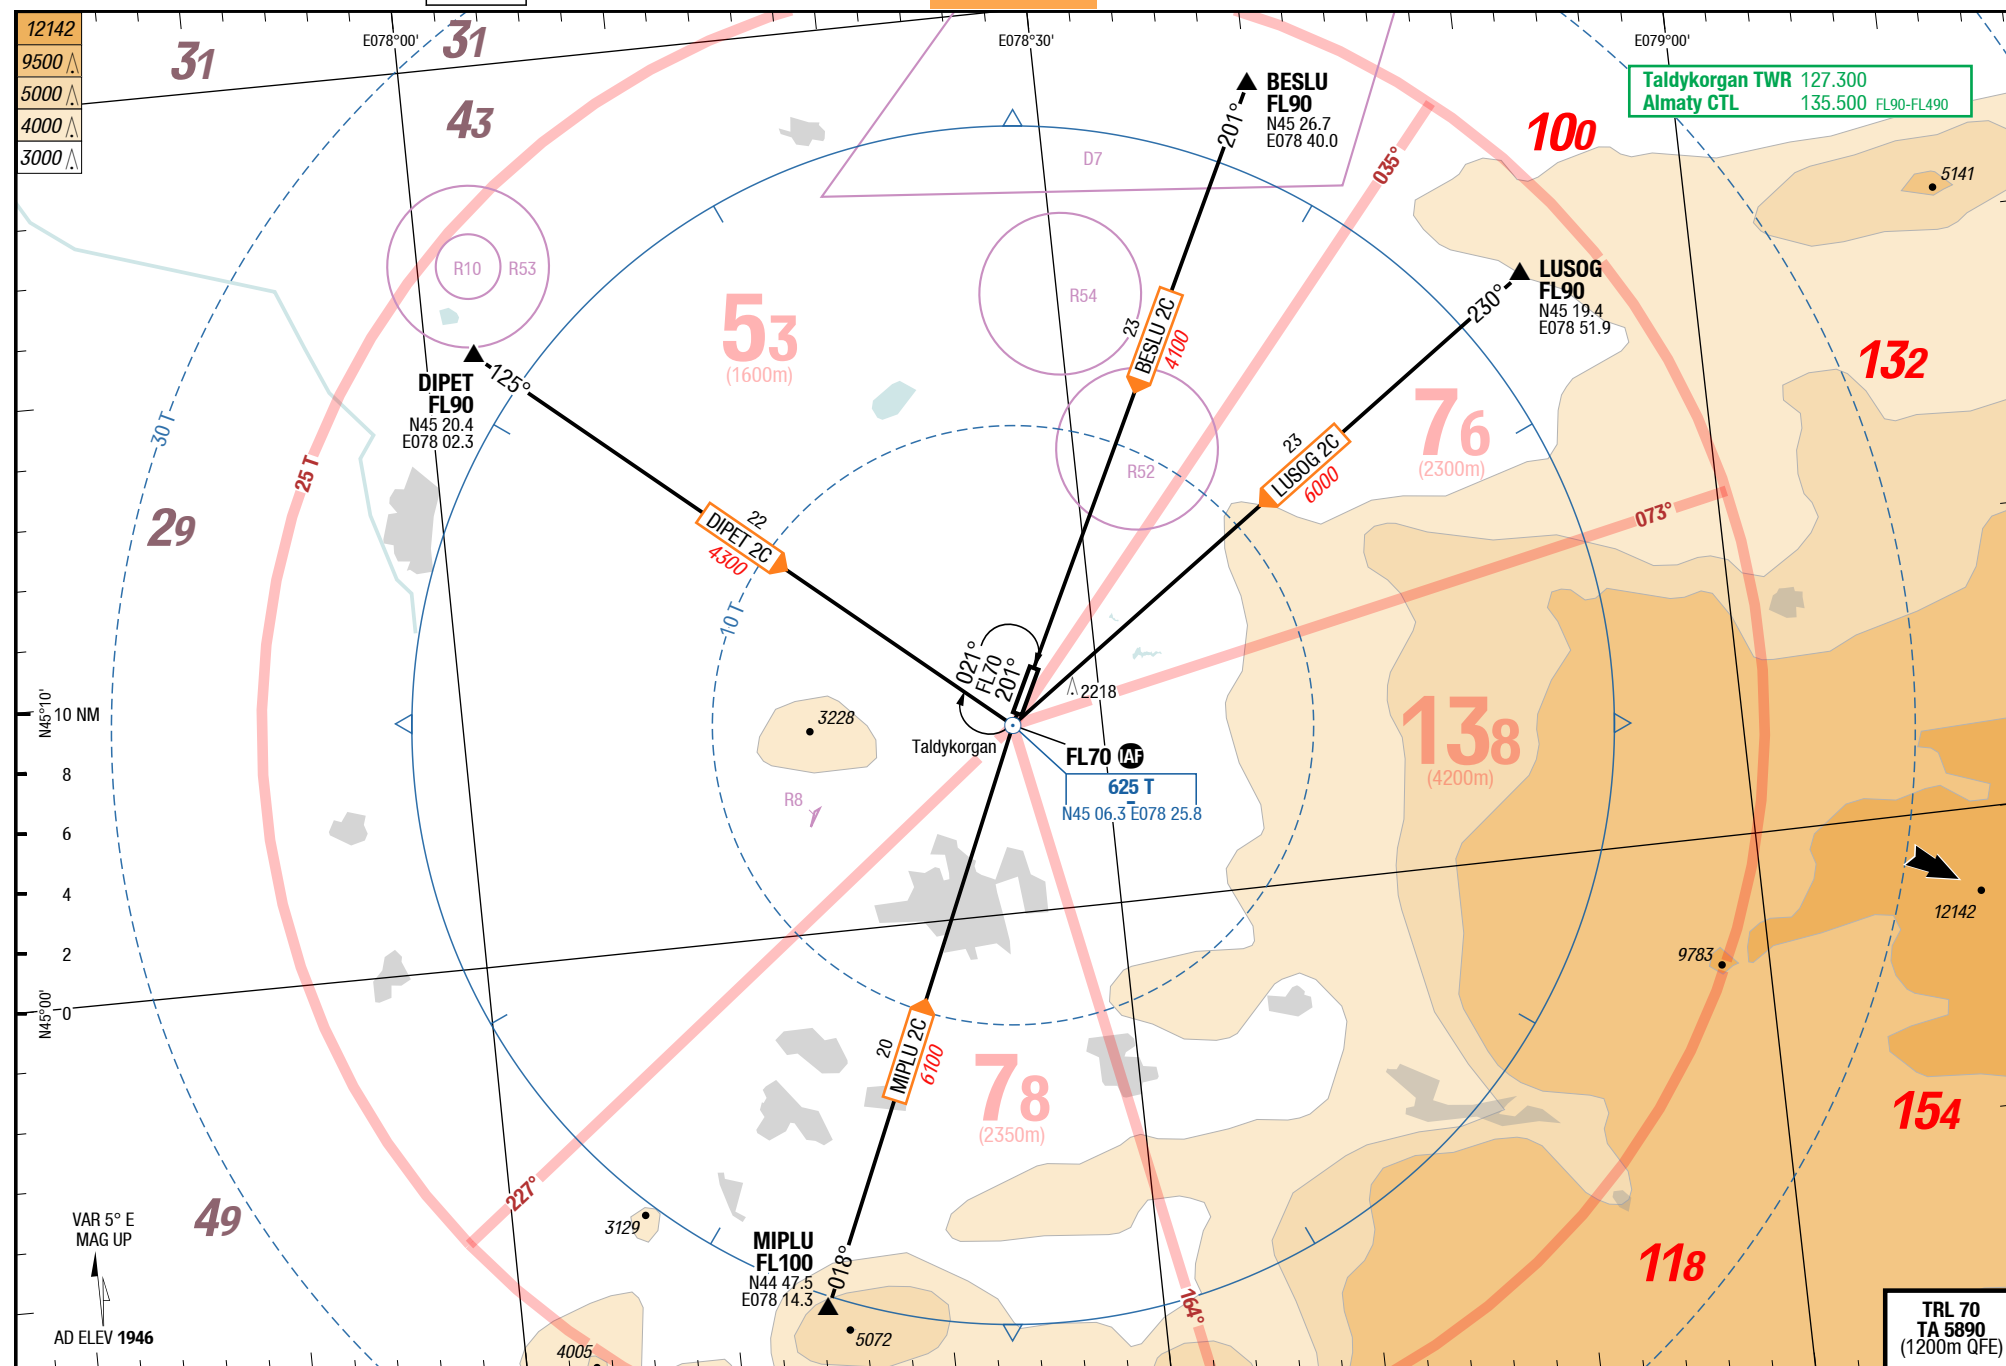 12142
9500
5000
4000
3000
31
31
43
E078°00'
E078°30'
E079°00'
Taldykorgan TWR 127.300
Almaty CTL 135.500 FL90-FL490
BESLU
FL90
N45 26.7
E078 40.0
201°
D7
035°
100
5141
R10
R53
R54
LUSOG
FL90
N45 19.4
E078 51.9
230°
53
(1600m)
23
BESLU 2C
4100
132
DIPET
FL90
N45 20.4
E078 02.3
125°
30 T
25 T
R52
23
LUSOG 2C
6000
76
(2300m)
29
22
DIPET 2C
4300
073°
10 T
021°
FL70
201°
2218
N45°10'
10 NM
8
6
4
2
0
N45°00'
3228
Taldykorgan
FL70 IAF
625 T
N45 06.3 E078 25.8
R8
138
(4200m)
12142
9783
20
MIPLU 2C
6100
78
(2350m)
154
227°
49
3129
VAR 5° E
MAG UP
AD ELEV 1946
MIPLU
FL100
N44 47.5
E078 14.3
018°
5072
4005
164°
118
TRL 70
TA 5890
(1200m QFE)